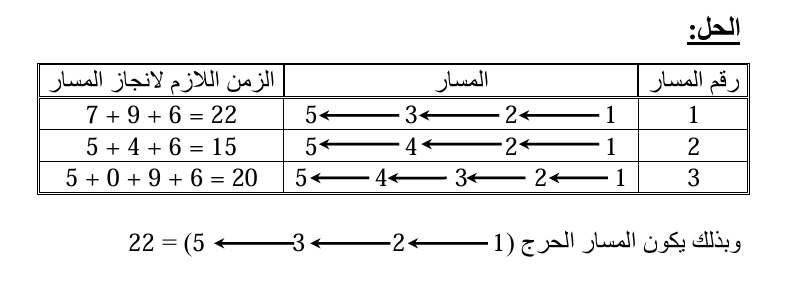 الحل:
رقم المسار المسار الزمن اللازم لانجاز المسار
1 1 ← 2 ← 3 ← 5 7 + 9 + 6 = 22
2 1 ← 2 ← 4 ← 5 5 + 4 + 6 = 15
3 1 ← 2 ← 3 ← 4 ← 5 5 + 0 + 9 + 6 = 20
وبذلك يكون المسار الحرج (1 ← 2 ← 3 ← 5) = 22